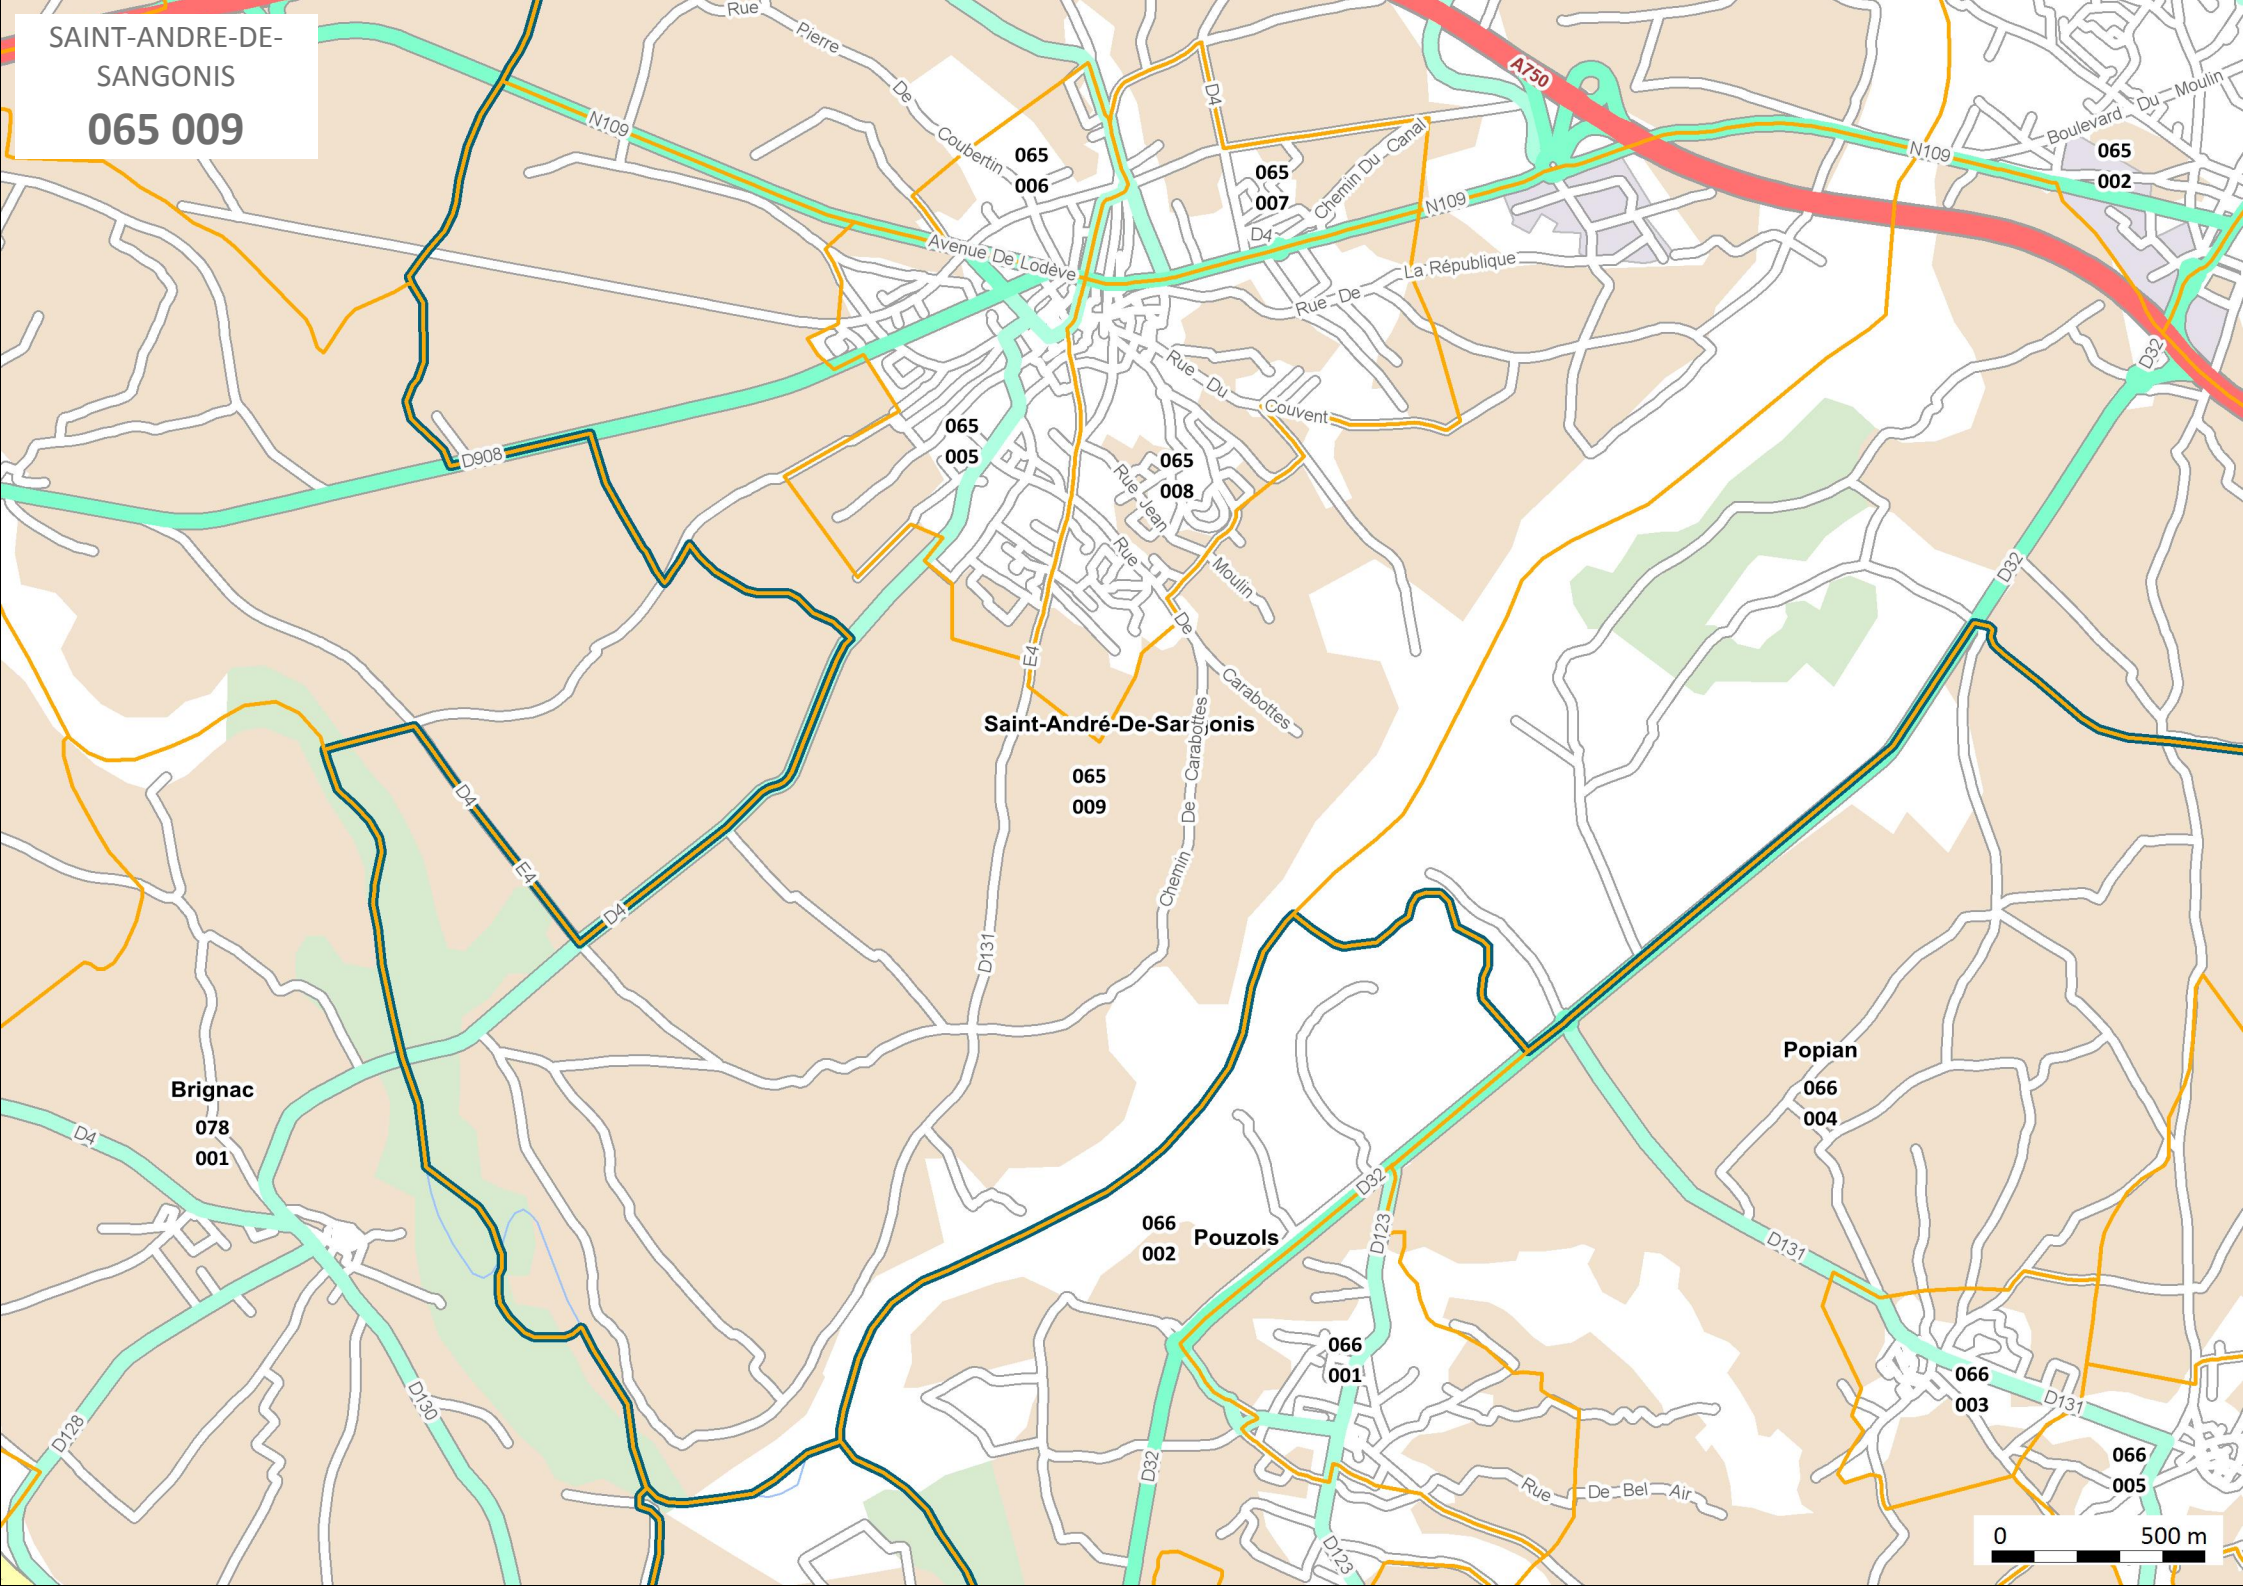 SAINT-ANDRE-DE-
SANGONIS
065 009
Rue
Pierre
De
Coubertin
N109
D4
A750
Boulevard Du Moulin
065
002
065
006
065
007
Chemin Du Canal
N109
N109
D4
Avenue De Lodève
Rue De La République
D32
Rue Du Couvent
D908
065
005
065
008
Rue Jean
Moulin
Rue De Carabottes
D32
E4
Saint-André-De-Sangonis
065
009
Chemin De Carabottes
D4
E4
D4
D131
Brignac
078
001
D4
Popian
066
004
D32
D123
066
002
Pouzols
D131
066
001
066
003
D131
D130
D128
D32
066
005
Rue De Bel Air
D123
0 500 m